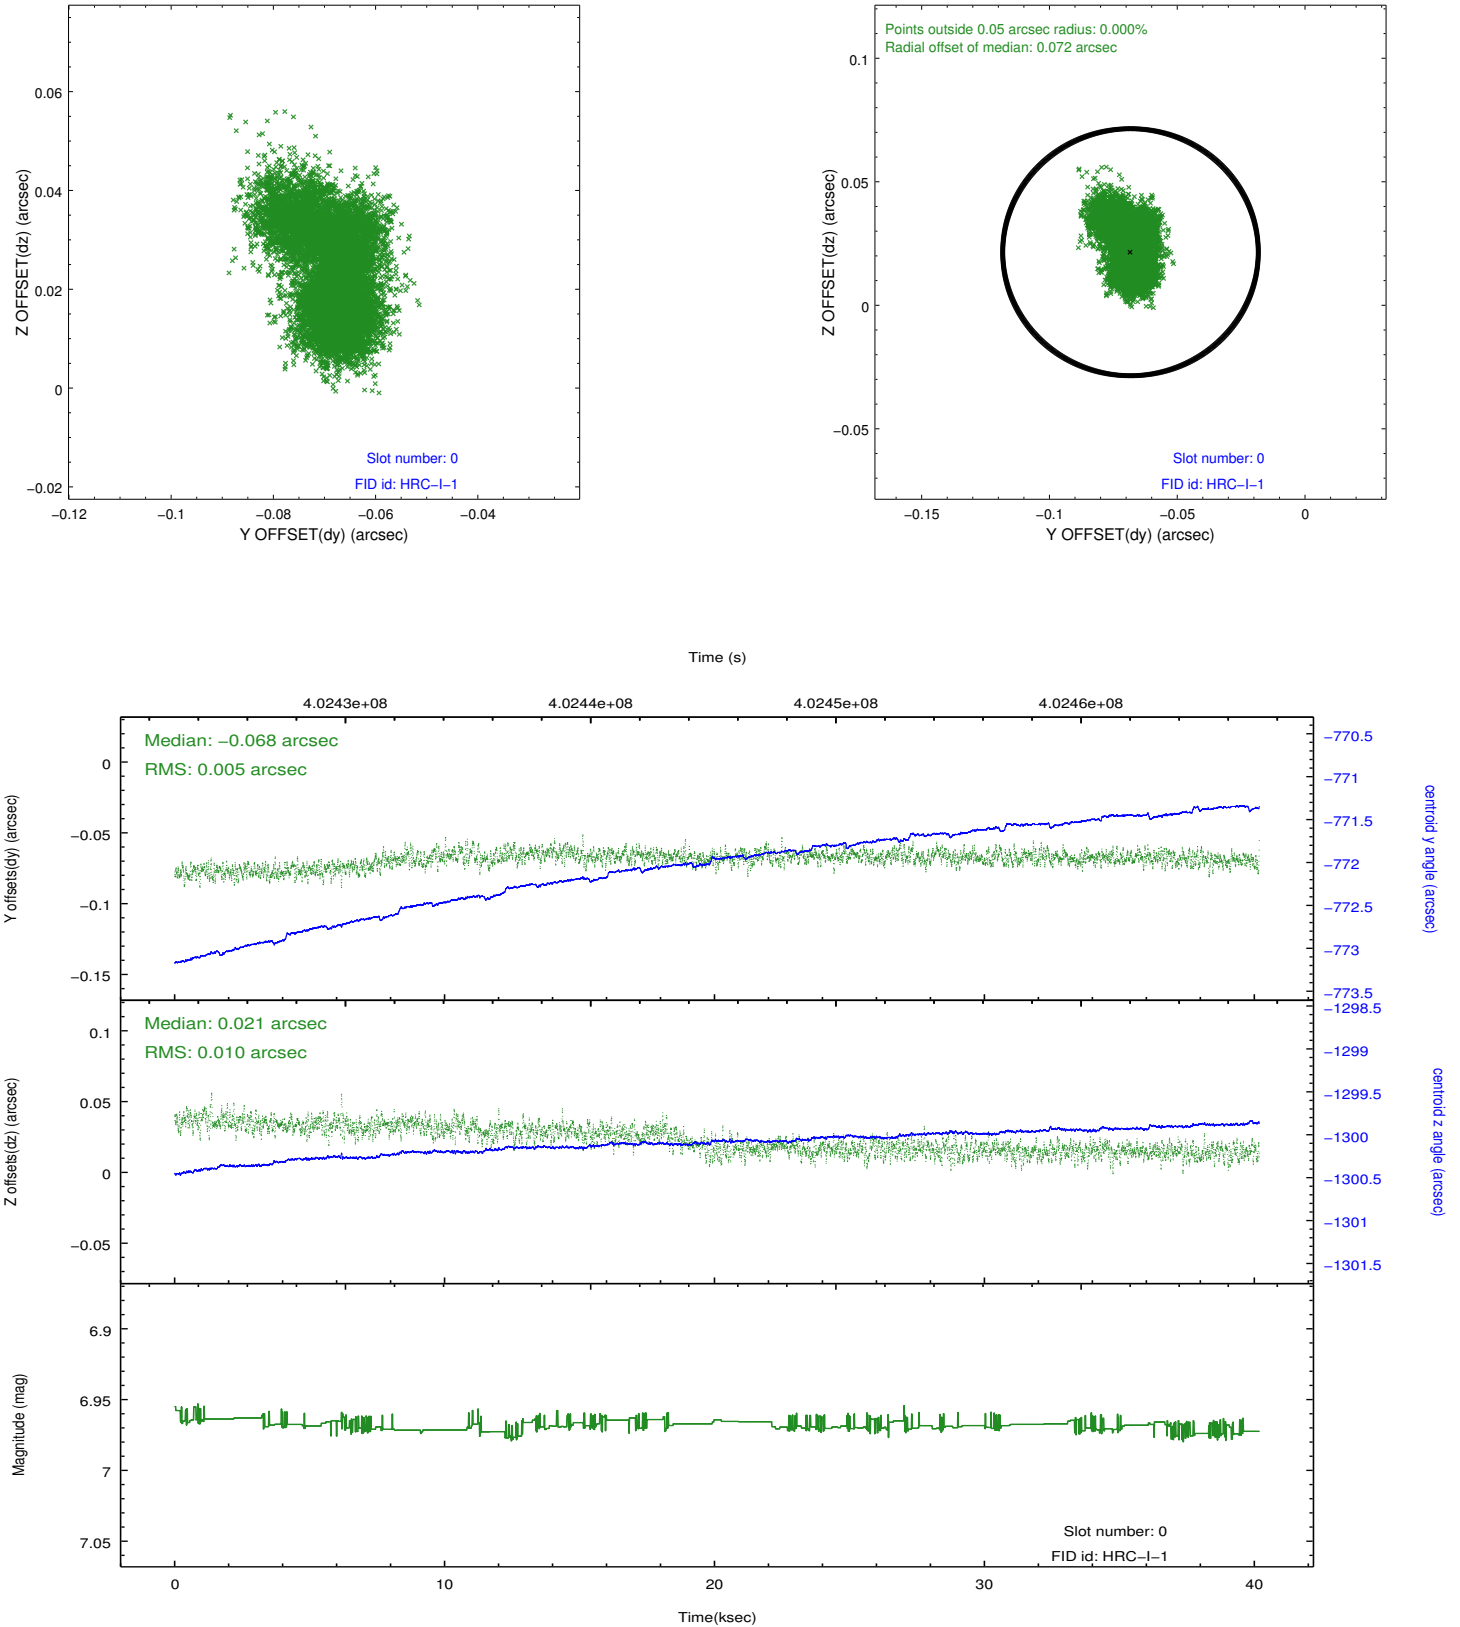 0.06
0.04
0.02
0
−0.02
Z OFFSET(dz) (arcsec)
Slot number: 0
FID id: HRC−I−1
−0.12
−0.1
−0.08
−0.06
−0.04
Y OFFSET(dy) (arcsec)
Points outside 0.05 arcsec radius: 0.000%
Radial offset of median: 0.072 arcsec
0.1
0.05
0
−0.05
Z OFFSET(dz) (arcsec)
Slot number: 0
FID id: HRC−I−1
−0.15
−0.1
−0.05
0
Y OFFSET(dy) (arcsec)
Time (s)
4.0243e+08
4.0244e+08
4.0245e+08
4.0246e+08
Median: −0.068 arcsec
RMS: 0.005 arcsec
0
−0.05
−0.1
−0.15
Y offsets(dy) (arcsec)
−770.5
−771
−771.5
−772
−772.5
−773
−773.5
centroid y angle (arcsec)
Median: 0.021 arcsec
RMS: 0.010 arcsec
0.1
0.05
0
−0.05
Z offsets(dz) (arcsec)
−1298.5
−1299
−1299.5
−1300
−1300.5
−1301
−1301.5
centroid z angle (arcsec)
6.9
6.95
7
7.05
Magnitude (mag)
Slot number: 0
FID id: HRC−I−1
0
10
20
30
40
Time(ksec)